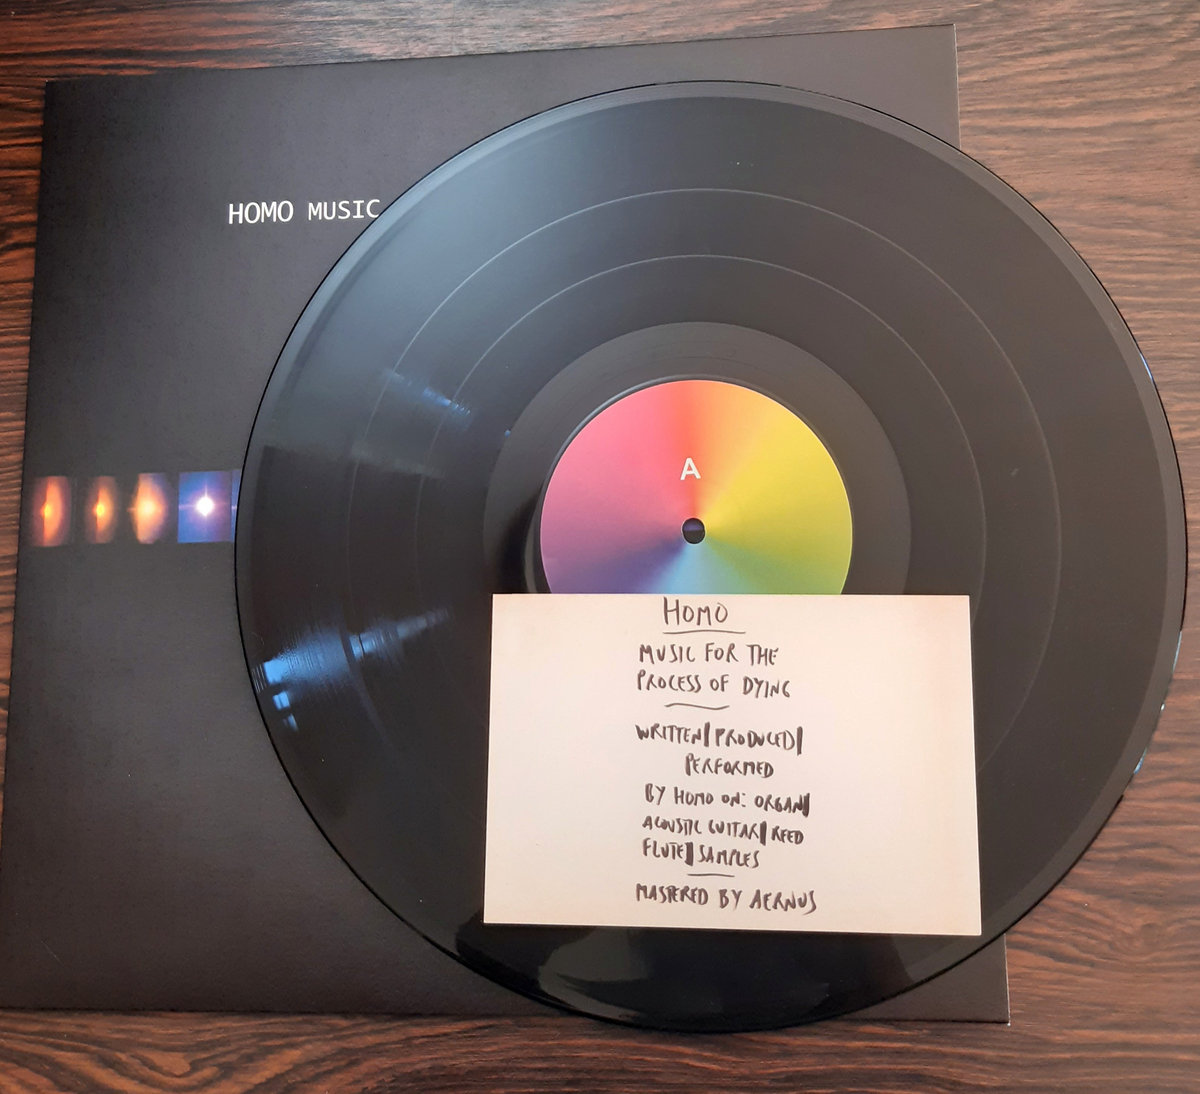 HOMO MUSIC
A
HOMO
MUSIC FOR THE
PROCESS OF DYING
WRITTEN| PRODUCED|
PERFORMED
BY HOMO ON: ORGAN|
ACOUSTIC GUITAR| REED
FLUTE| SAMPLES
MASTERED BY AERNUS